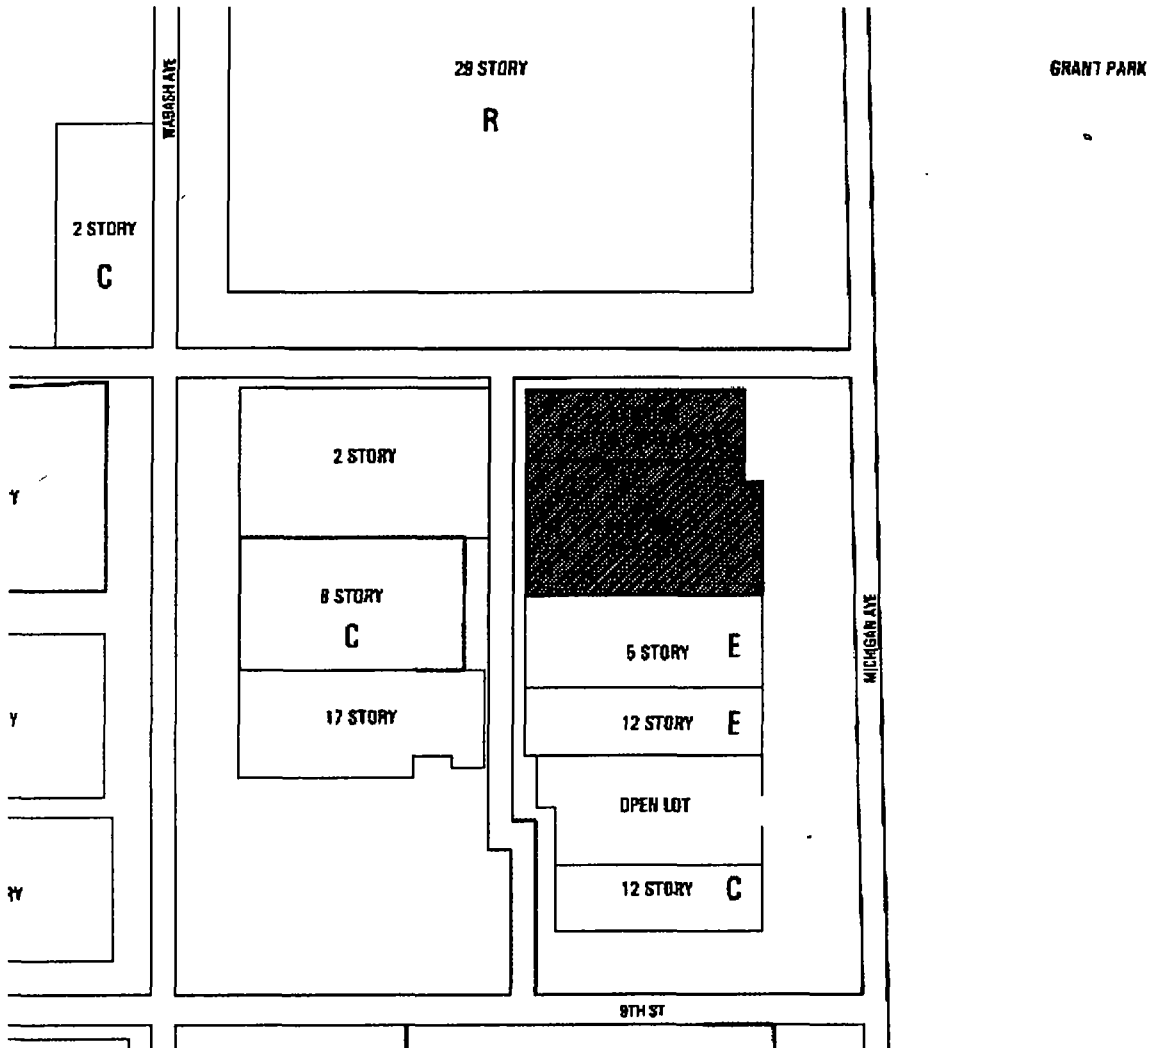 29 STORY
R
GRANT PARK
WABASH AVE
2 STORY
C
2 STORY
Y
8 STORY
C
5 STORY E
MICHIGAN AVE
17 STORY
12 STORY E
Y
OPEN LOT
12 STORY C
RY
9TH ST